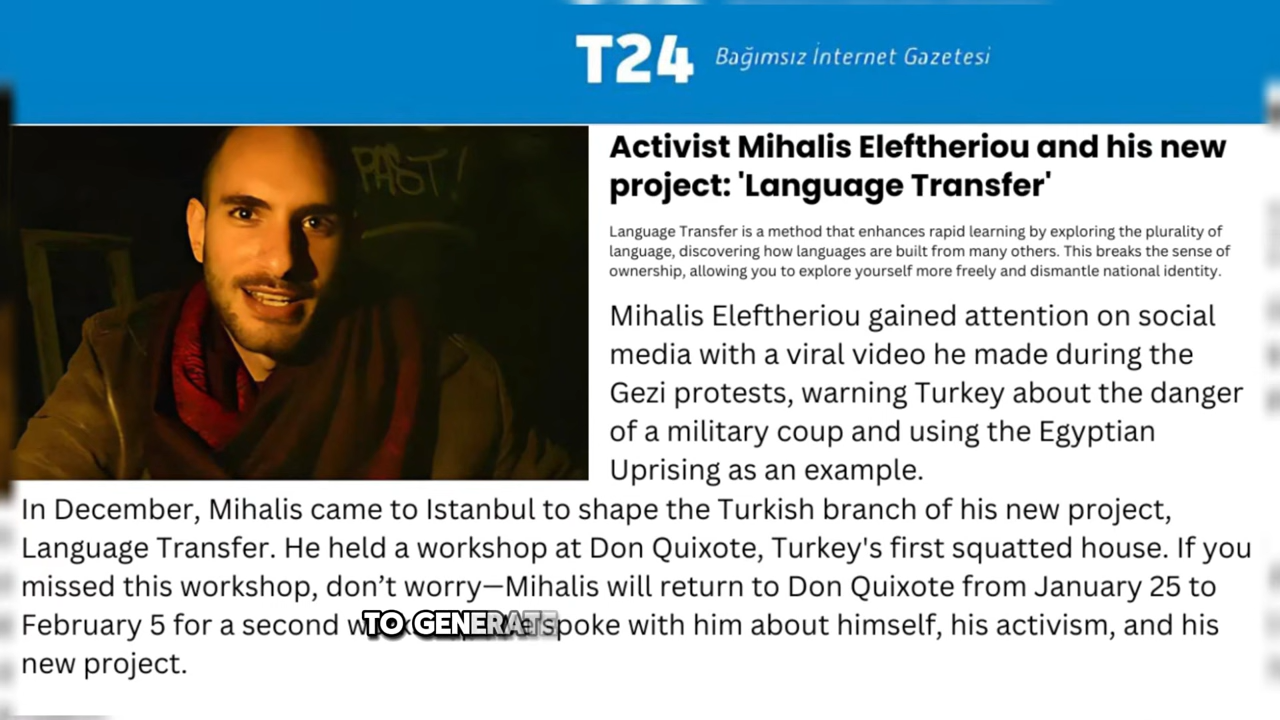 T24 Bağımsız İnternet Gazetesi
PAST!
Activist Mihalis Eleftheriou and his new
project: 'Language Transfer'
Language Transfer is a method that enhances rapid learning by exploring the plurality of
language, discovering how languages are built from many others. This breaks the sense of
ownership, allowing you to explore yourself more freely and dismantle national identity.
Mihalis Eleftheriou gained attention on social
media with a viral video he made during the
Gezi protests, warning Turkey about the danger
of a military coup and using the Egyptian
Uprising as an example.
In December, Mihalis came to Istanbul to shape the Turkish branch of his new project,
Language Transfer. He held a workshop at Don Quixote, Turkey's first squatted house. If you
missed this workshop, don't worry—Mihalis will return to Don Quixote from January 25 to
February 5 for a second spoke with him about himself, his activism, and his
TO GENERATE
new project.